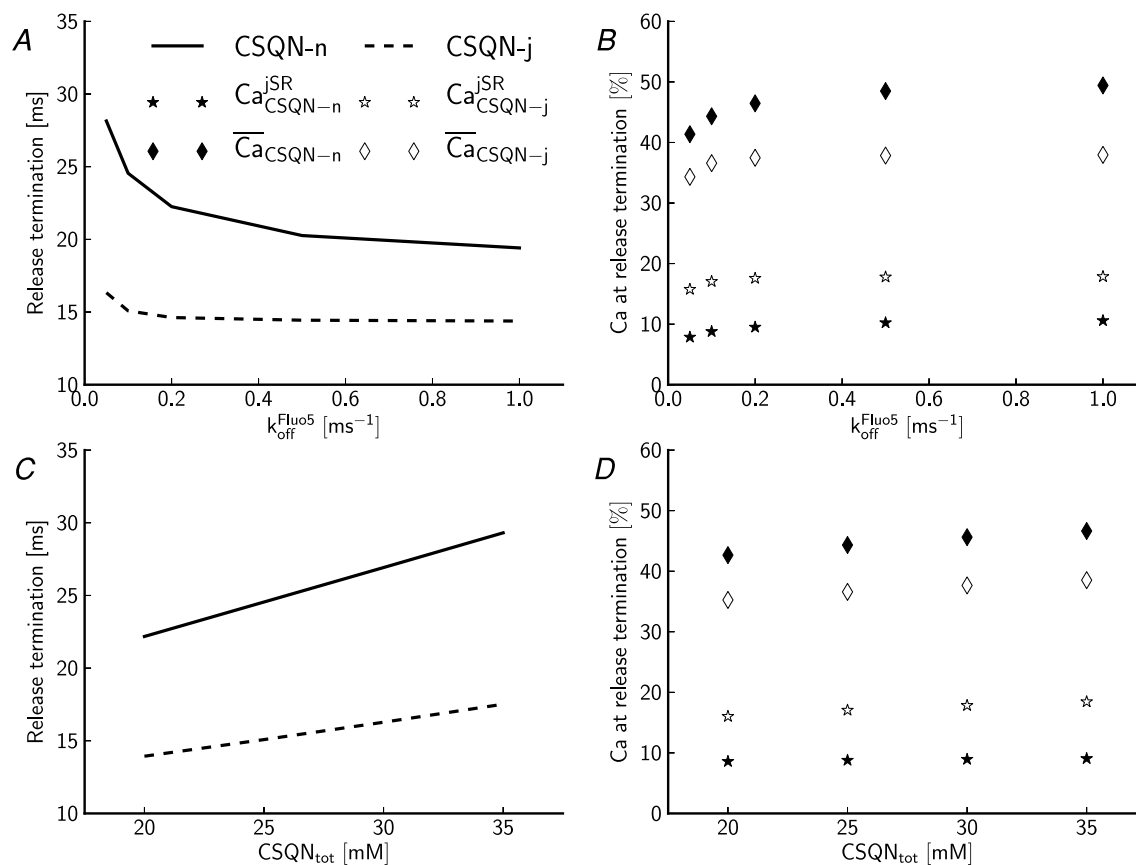 A
CSQN-n CSQN-j
Ca^jSR_CSQN−n Ca^jSR_CSQN−j
Ca_CSQN−n Ca_CSQN−j
Release termination [ms]
35
30
25
20
15
10
0.0 0.2 0.4 0.6 0.8 1.0
k^Fluo5_off [ms^−1]
B
Ca at release termination [%]
60
50
40
30
20
10
0
0.0 0.2 0.4 0.6 0.8 1.0
k^Fluo5_off [ms^−1]
C
Release termination [ms]
35
30
25
20
15
10
20 25 30 35
CSQN_tot [mM]
D
Ca at release termination [%]
60
50
40
30
20
10
0
20 25 30 35
CSQN_tot [mM]